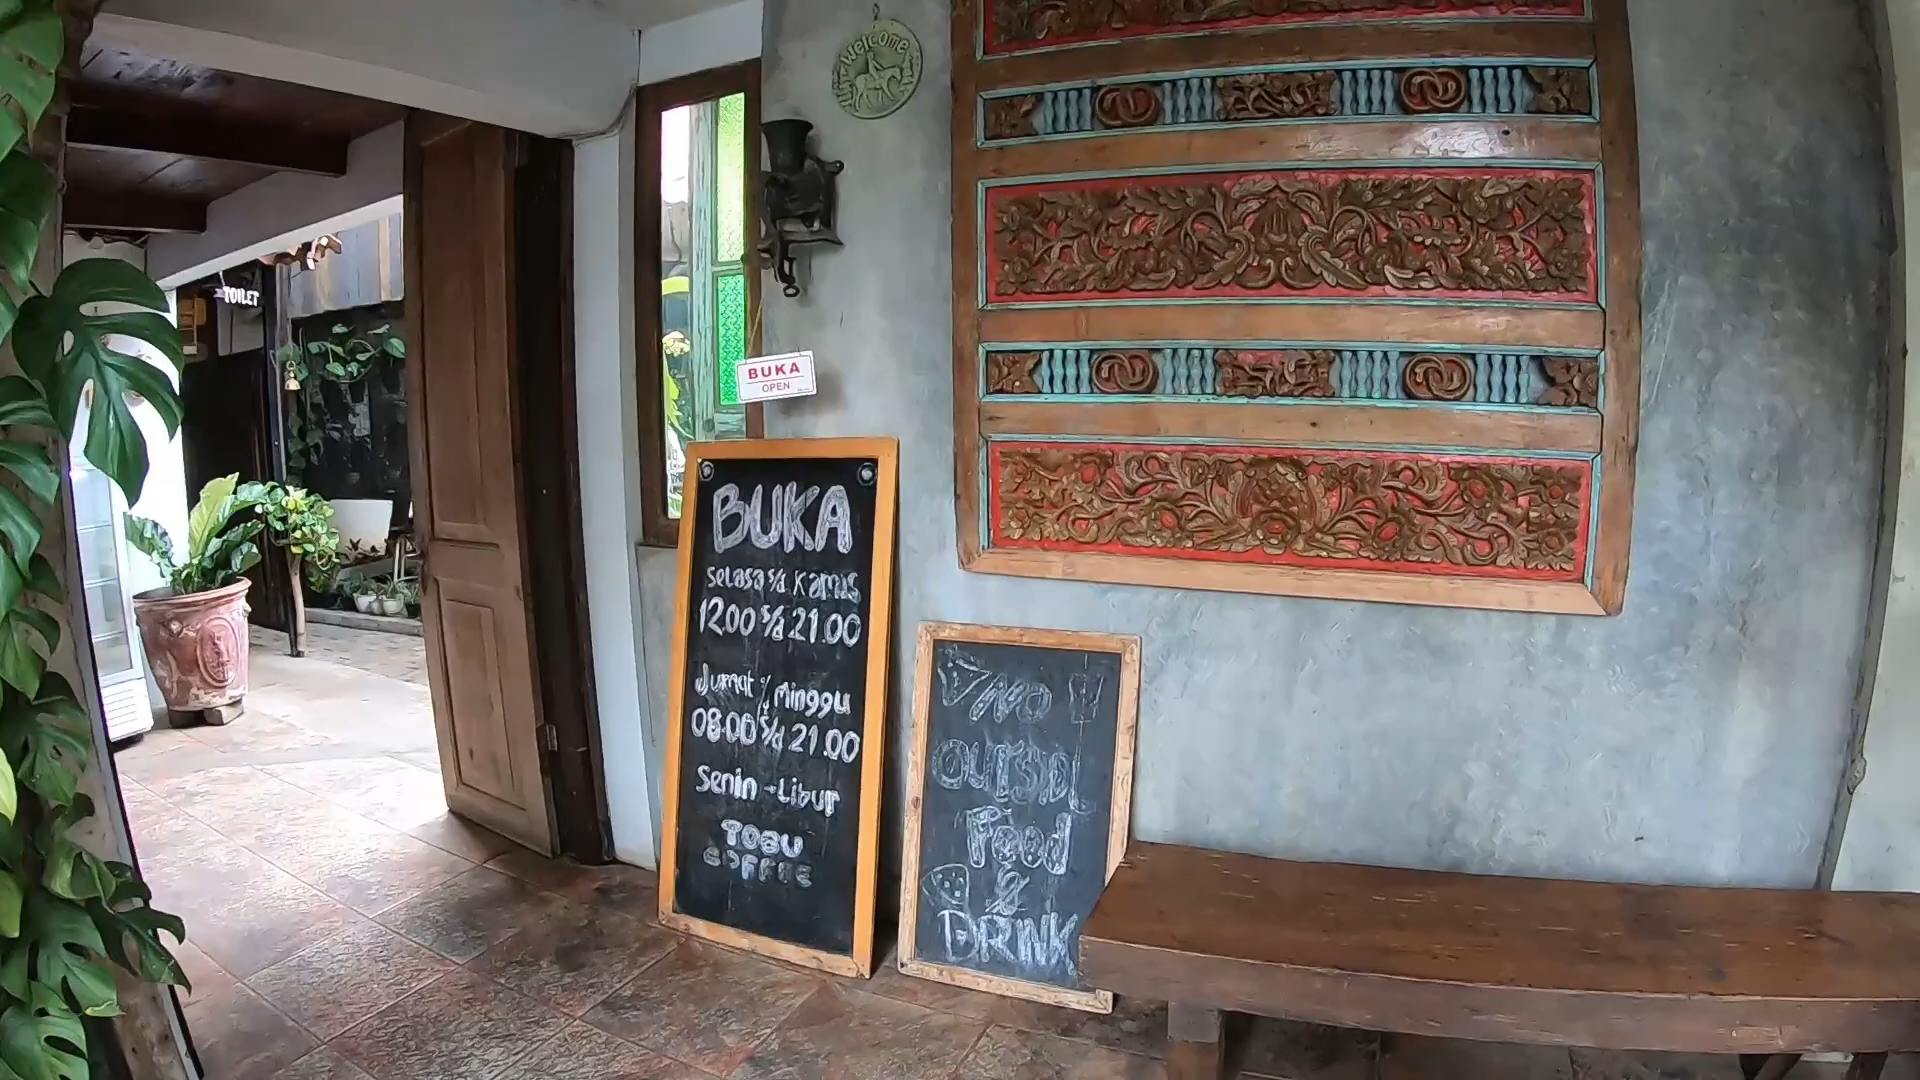 Welcome
TOILET
BUKA
OPEN
BUKA
Selasa s/d Kamis
12.00 s/d 21.00
Jumat s/d Minggu
08.00 s/d 21.00
Senin - Libur
TOBU
COFFEE
NO
OUTSIDE
Food
&
DRINK